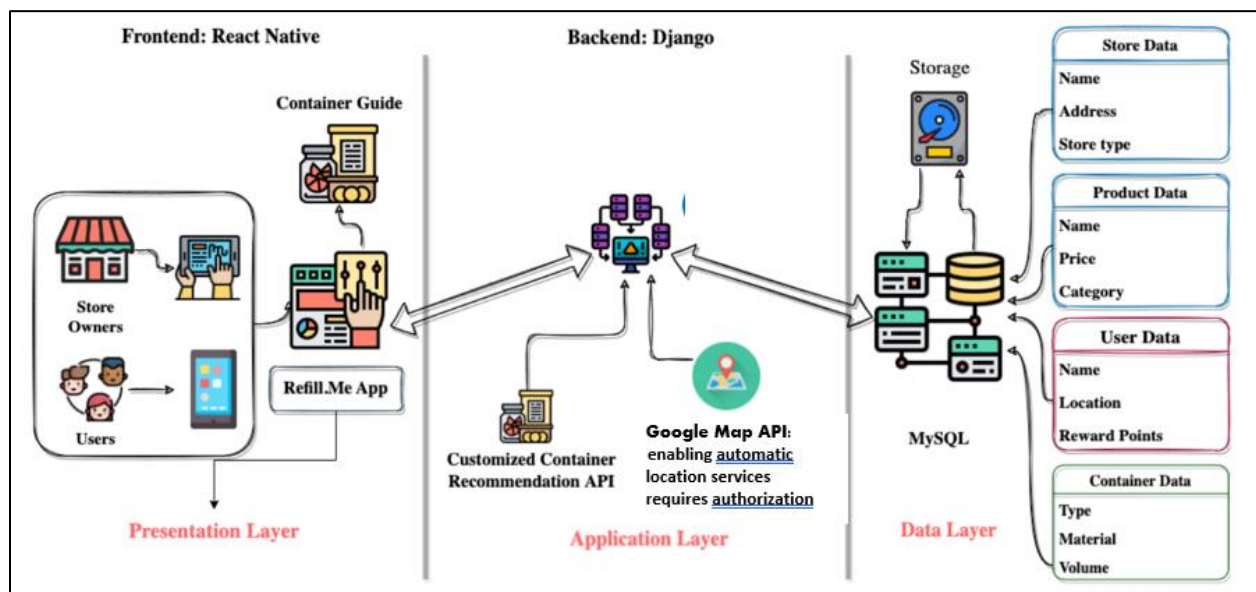 Frontend: React Native
Container Guide
Store
Owners
Users
Refill.Me App
Presentation Layer
Backend: Django
Customized Container
Recommendation API
Google Map API:
enabling automatic
location services
requires authorization
Application Layer
Storage
MySQL
Data Layer
Store Data
Name
Address
Store type
Product Data
Name
Price
Category
User Data
Name
Location
Reward Points
Container Data
Type
Material
Volume